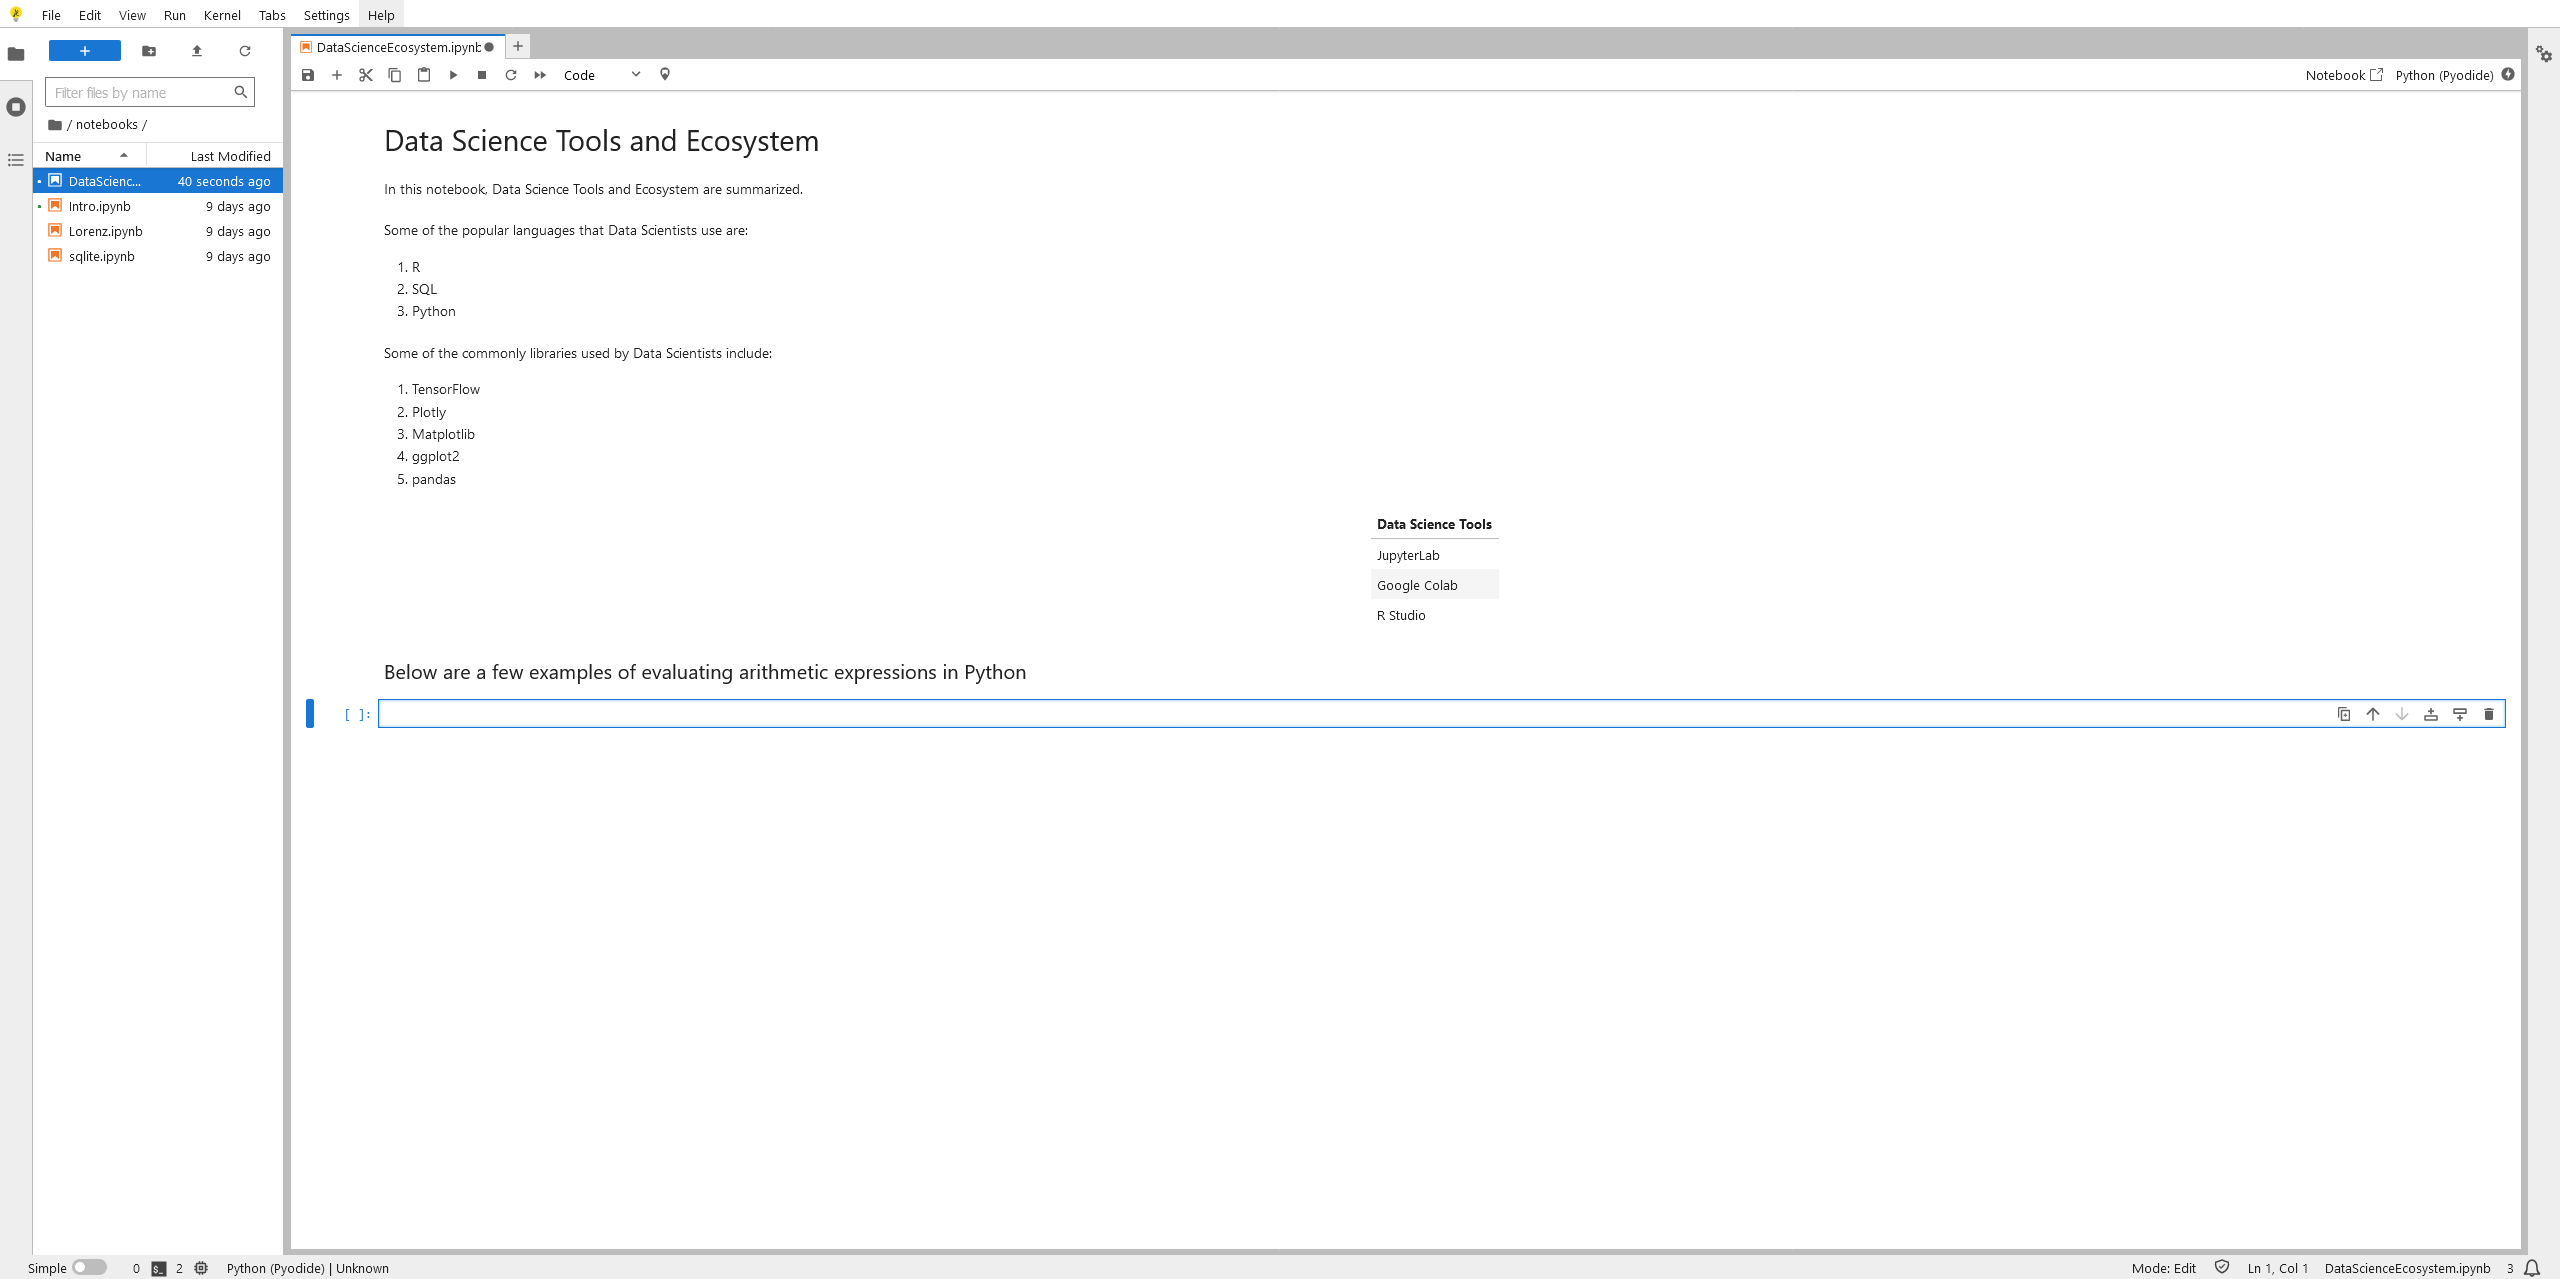 File Edit View Run Kernel Tabs Settings Help
DataScienceEcosystem.ipynb
Code
Notebook Python (Pyodide)
Filter files by name
/ notebooks /
Name Last Modified
DataScienc... 40 seconds ago
Intro.ipynb 9 days ago
Lorenz.ipynb 9 days ago
sqlite.ipynb 9 days ago
Data Science Tools and Ecosystem
In this notebook, Data Science Tools and Ecosystem are summarized.
Some of the popular languages that Data Scientists use are:
1. R
2. SQL
3. Python
Some of the commonly libraries used by Data Scientists include:
1. TensorFlow
2. Plotly
3. Matplotlib
4. ggplot2
5. pandas
Data Science Tools
JupyterLab
Google Colab
R Studio
Below are a few examples of evaluating arithmetic expressions in Python
[ ]:
Simple 0 $_ 2 Python (Pyodide) | Unknown Mode: Edit Ln 1, Col 1 DataScienceEcosystem.ipynb 3